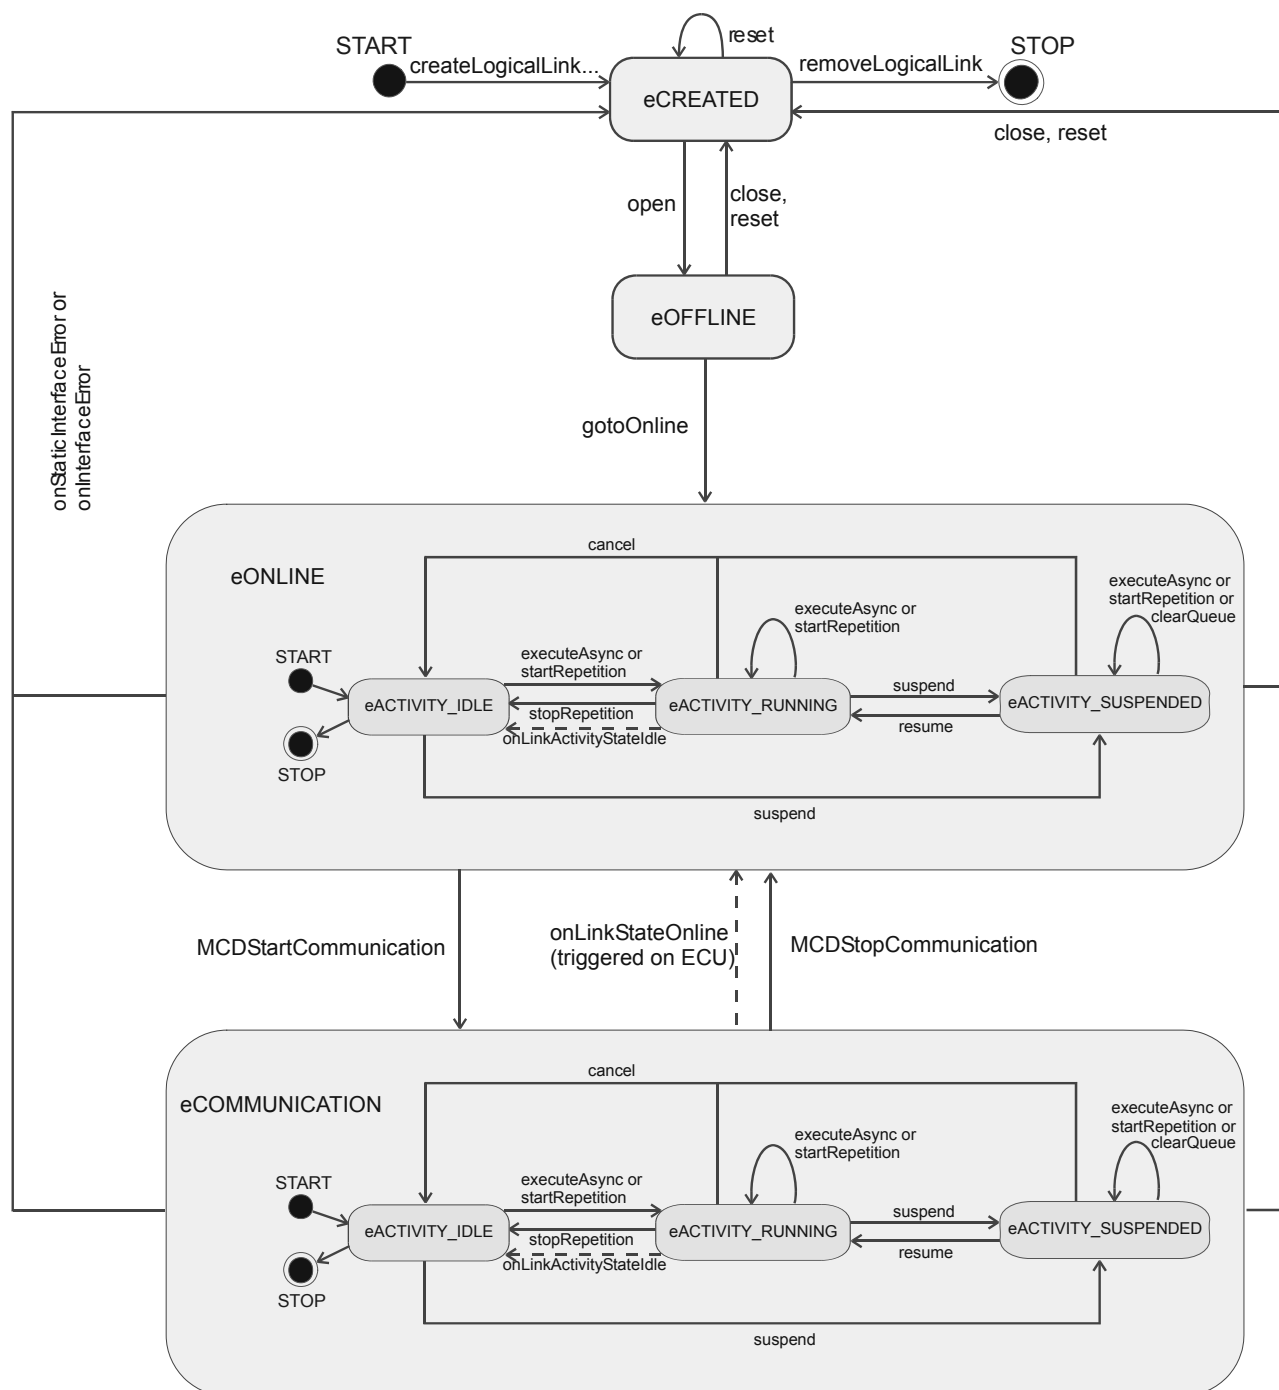 START
reset
STOP
createLogicalLink...
removeLogicalLink
eCREATED
close, reset
open
close,
reset
eOFFLINE
onStaticInterfaceError or
onInterfaceError
gotoOnline
cancel
eONLINE
executeAsync or
startRepetition
executeAsync or
startRepetition or
clearQueue
START
executeAsync or
startRepetition
eACTIVITY_IDLE
stopRepetition
onLinkActivityStateIdle
eACTIVITY_RUNNING
suspend
resume
eACTIVITY_SUSPENDED
STOP
suspend
MCDStartCommunication
onLinkStateOnline
(triggered on ECU)
MCDStopCommunication
cancel
eCOMMUNICATION
executeAsync or
startRepetition
executeAsync or
startRepetition or
clearQueue
START
executeAsync or
startRepetition
eACTIVITY_IDLE
stopRepetition
onLinkActivityStateIdle
eACTIVITY_RUNNING
suspend
resume
eACTIVITY_SUSPENDED
STOP
suspend